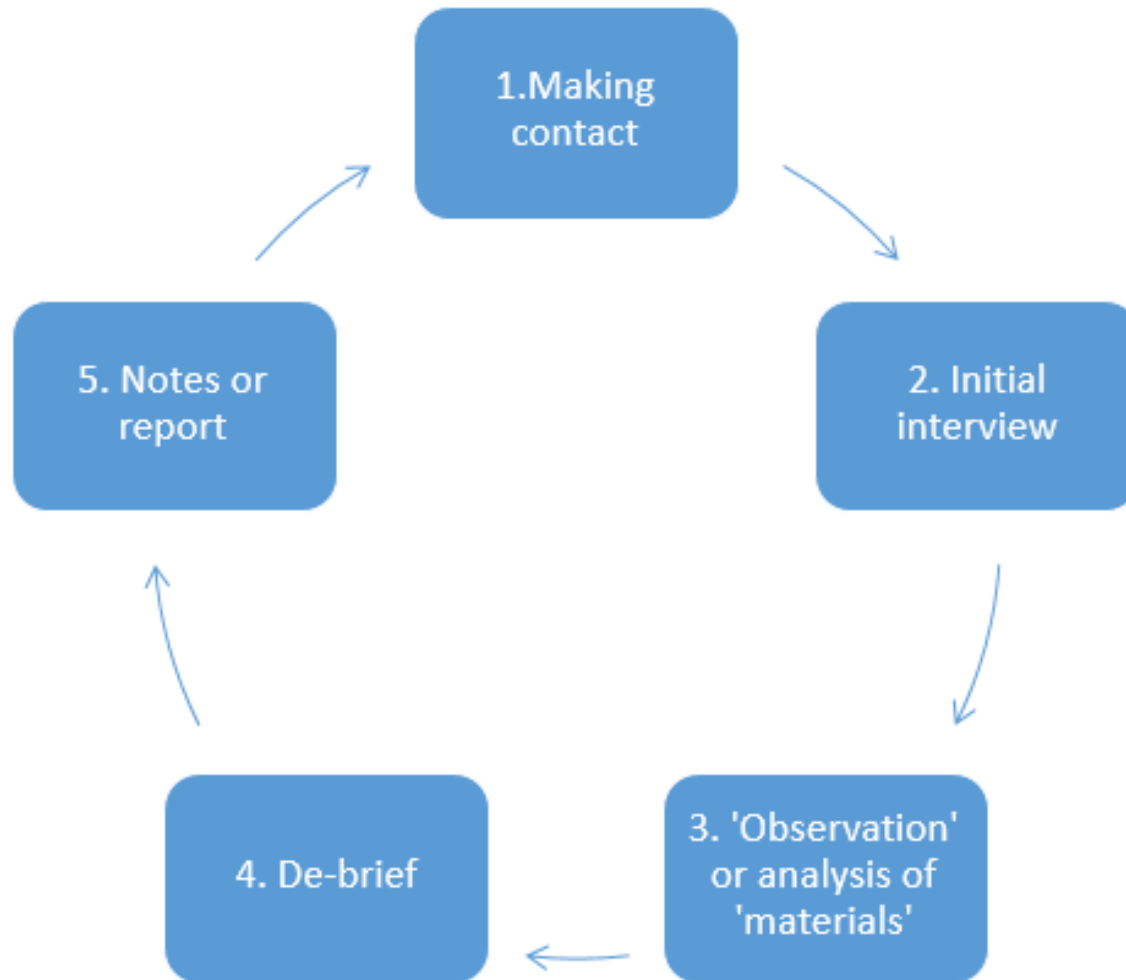 1.Making
contact
2. Initial
interview
3. 'Observation'
or analysis of
'materials'
4. De-brief
5. Notes or
report